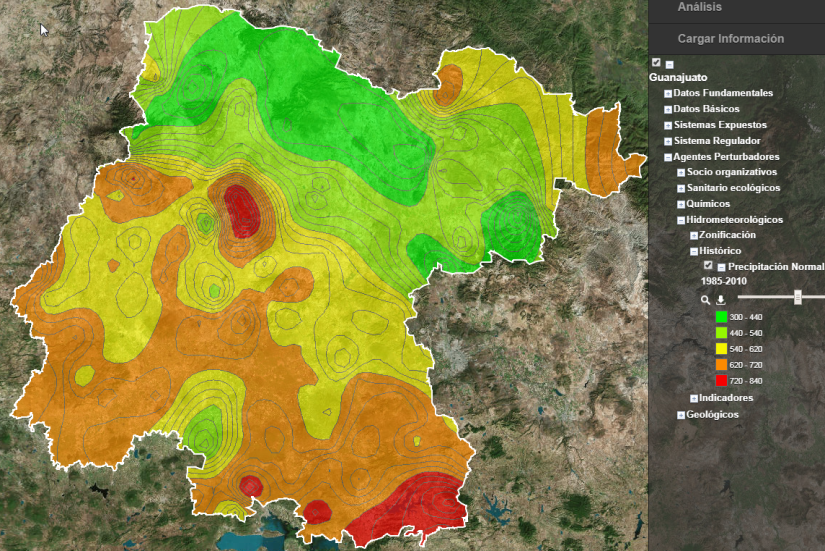 Análisis
Cargar Información
Guanajuato
Datos Fundamentales
Datos Básicos
Sistemas Expuestos
Sistema Regulador
Agentes Perturbadores
Socio organizativos
Sanitario ecológicos
Quimicos
Hidrometeorológicos
Zonificación
Histórico
Precipitación Normal
1985-2010
300 - 440
440 - 540
540 - 620
620 - 720
720 - 840
Indicadores
Geológicos